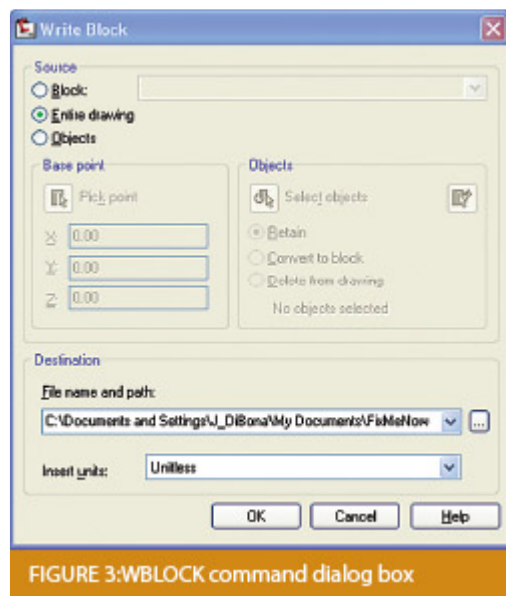 Write Block
Source
Block:
Entire drawing
Objects
Base point
Pick point
X: 0.00
Y: 0.00
Z: 0.00
Objects
Select objects
Retain
Convert to block
Delete from drawing
No objects selected
Destination
File name and path:
C:\Documents and Settings\J_DiBona\My Documents\FixMeNow
Insert units: Unitless
OK Cancel Help
FIGURE 3:WBLOCK command dialog box